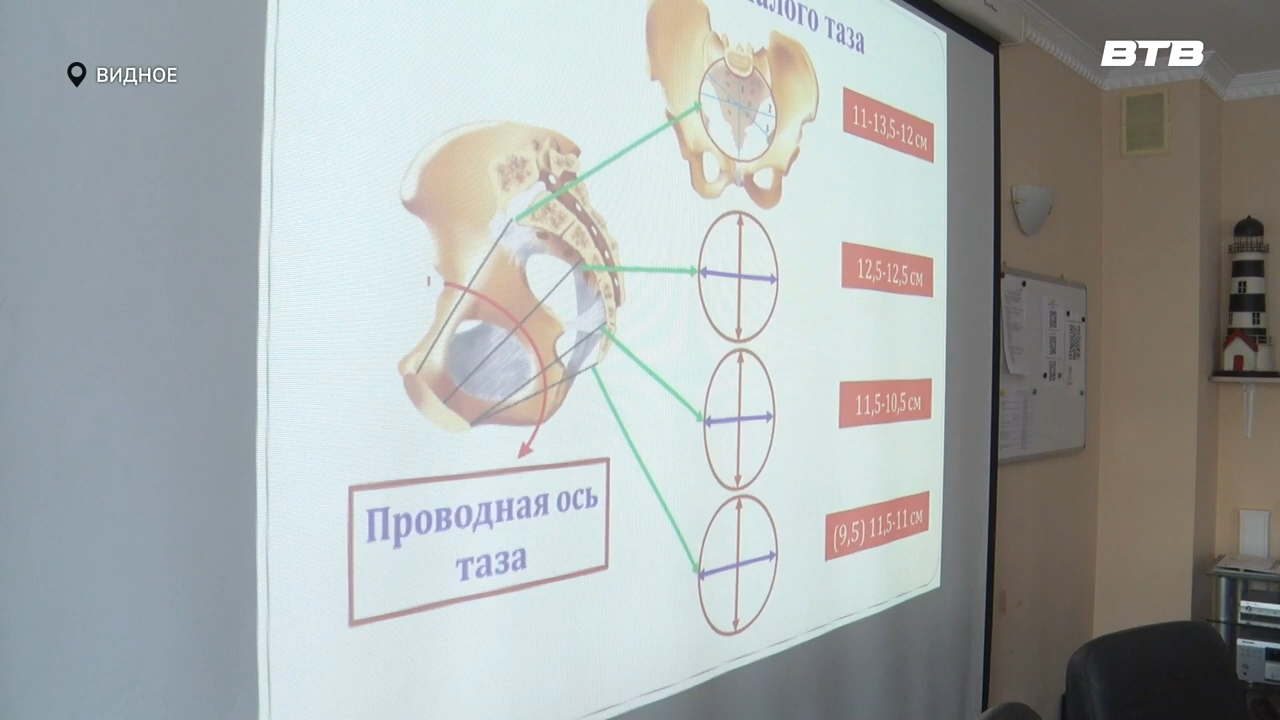 ВИДНОЕ
ВТВ
таза
11-13,5-12 см
12,5-12,5 см
11,5-10,5 см
(9,5) 11,5-11 см
Проводная ось
таза